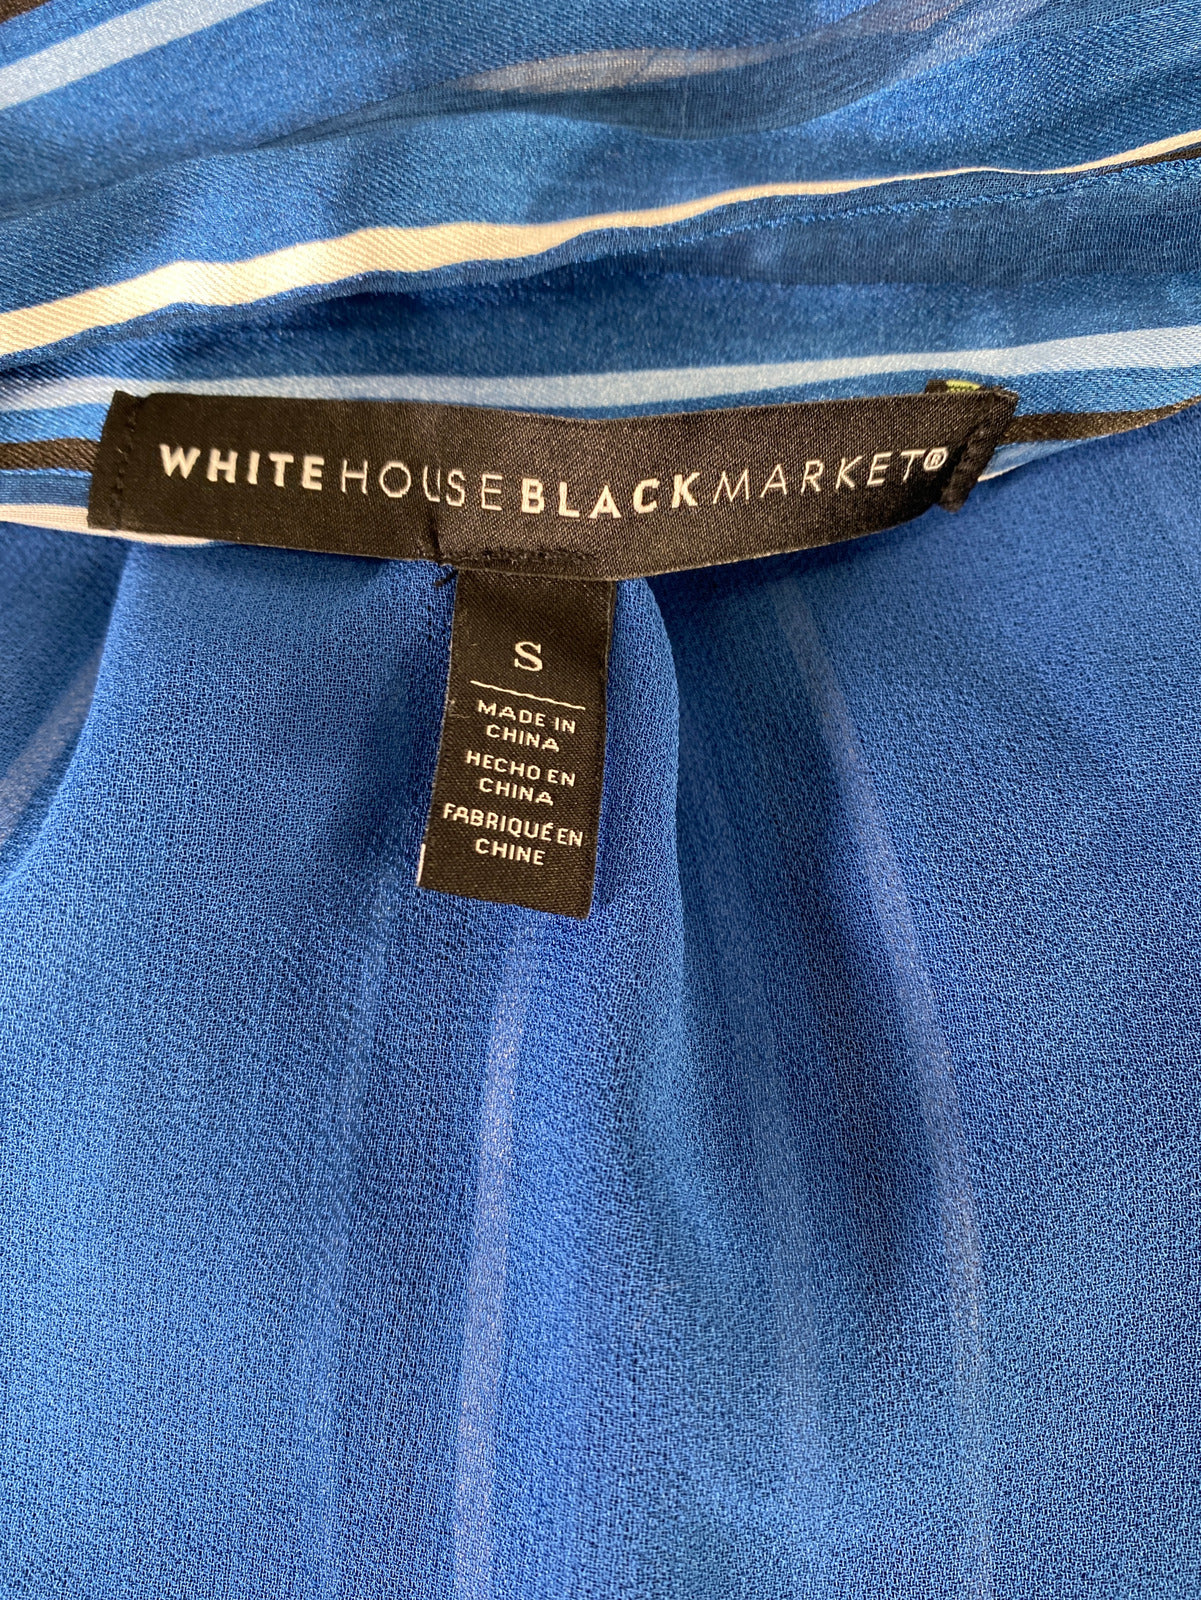 WHITEHOUSEBLACKMARKET®
S
MADE IN
CHINA
HECHO EN
CHINA
FABRIQUÉ EN
CHINE